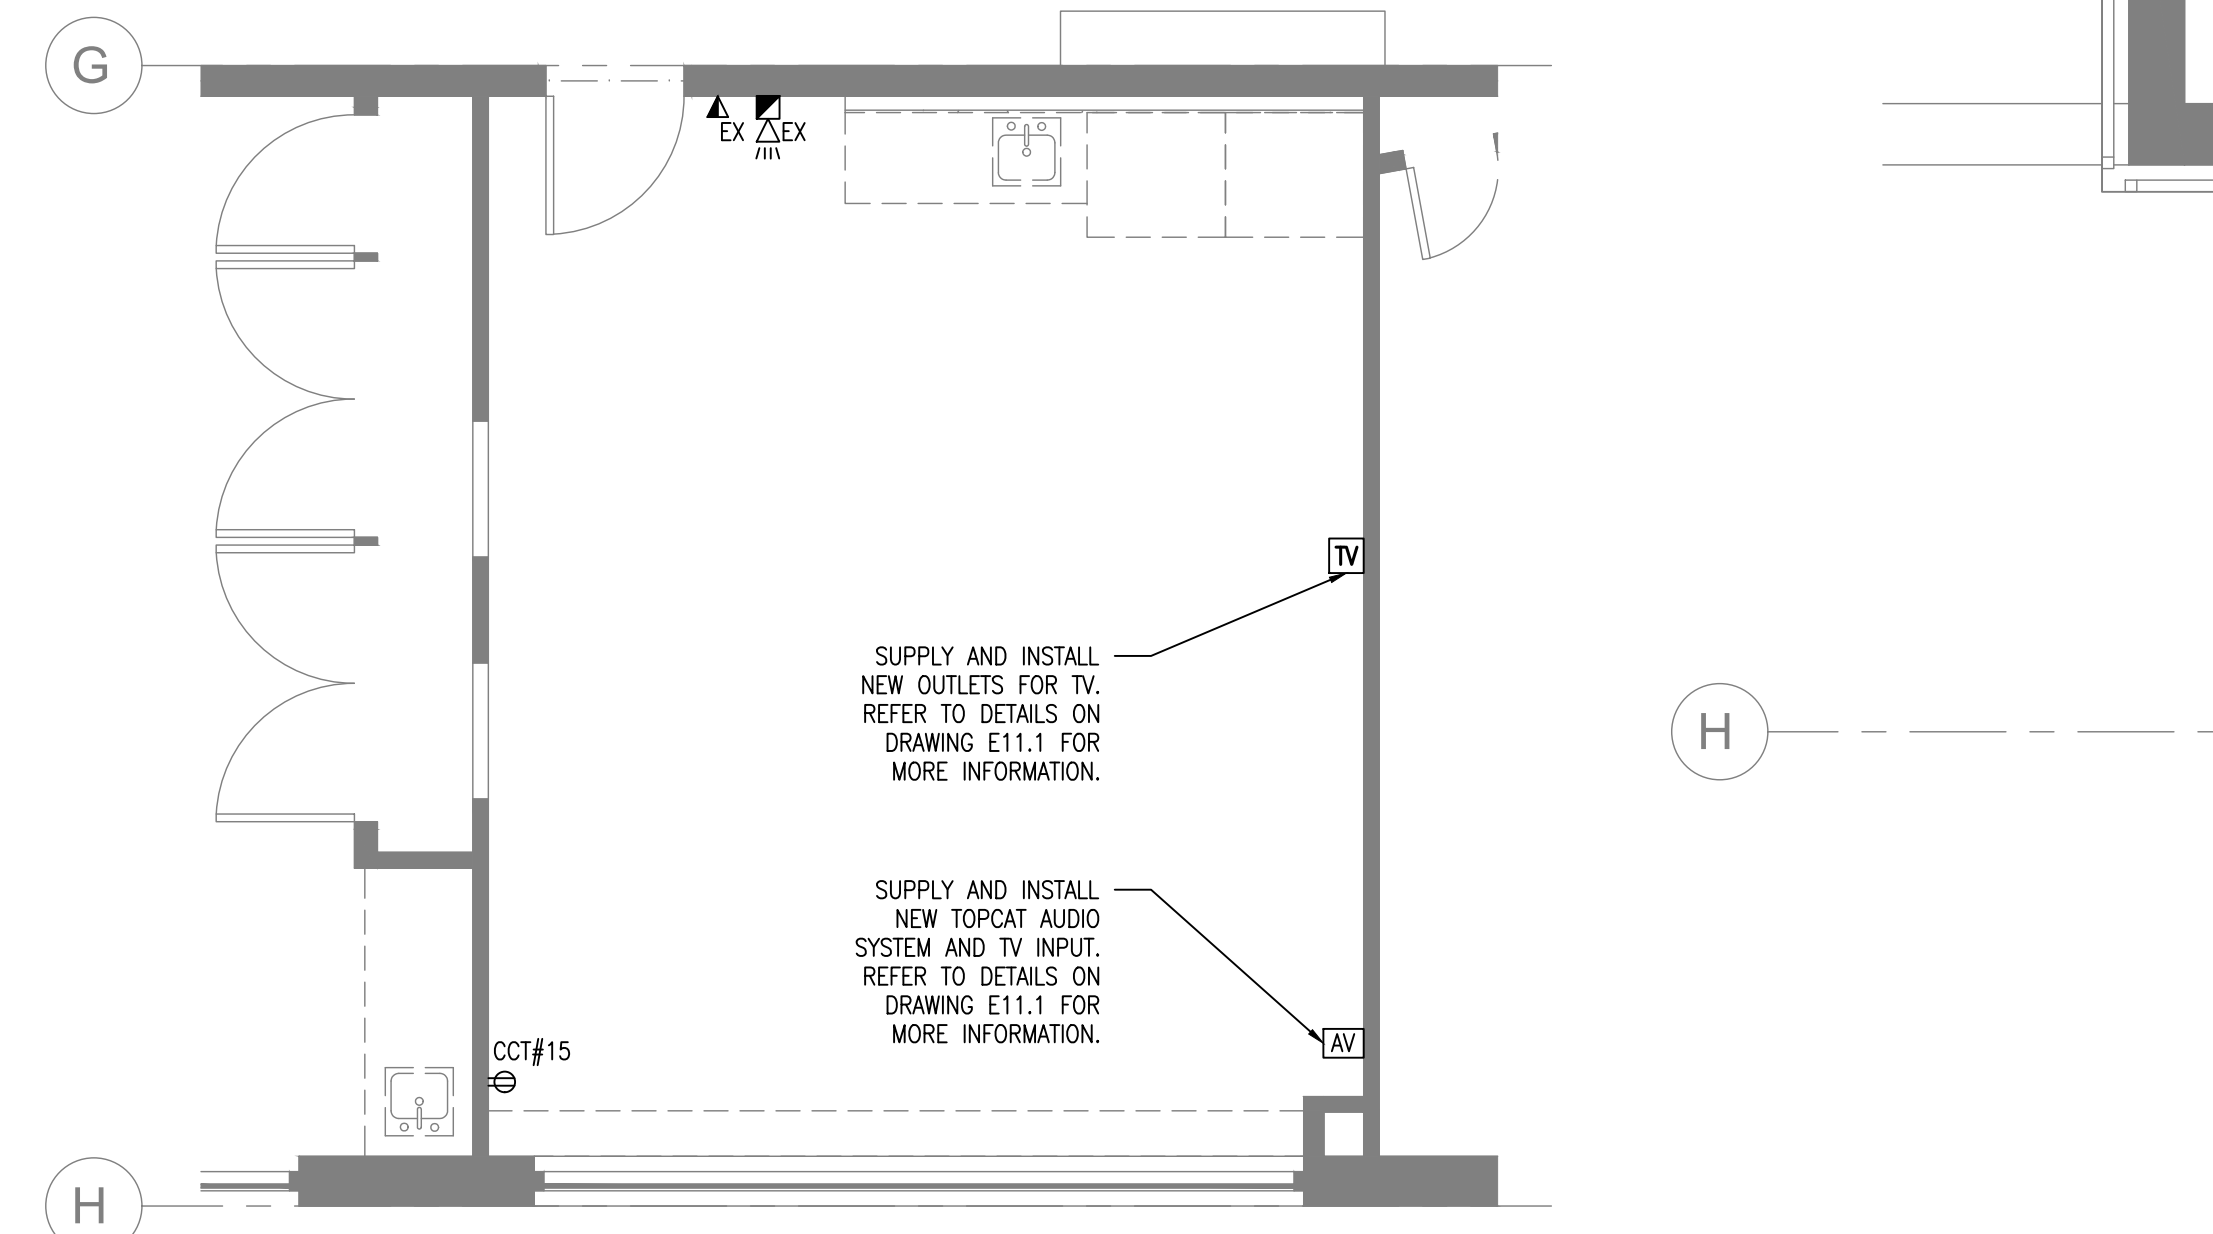 G
EX
EX
TV
SUPPLY AND INSTALL
NEW OUTLETS FOR TV.
REFER TO DETAILS ON
DRAWING E11.1 FOR
MORE INFORMATION.
H
SUPPLY AND INSTALL
NEW TOPCAT AUDIO
SYSTEM AND TV INPUT.
REFER TO DETAILS ON
DRAWING E11.1 FOR
MORE INFORMATION.
AV
CCT#15
H